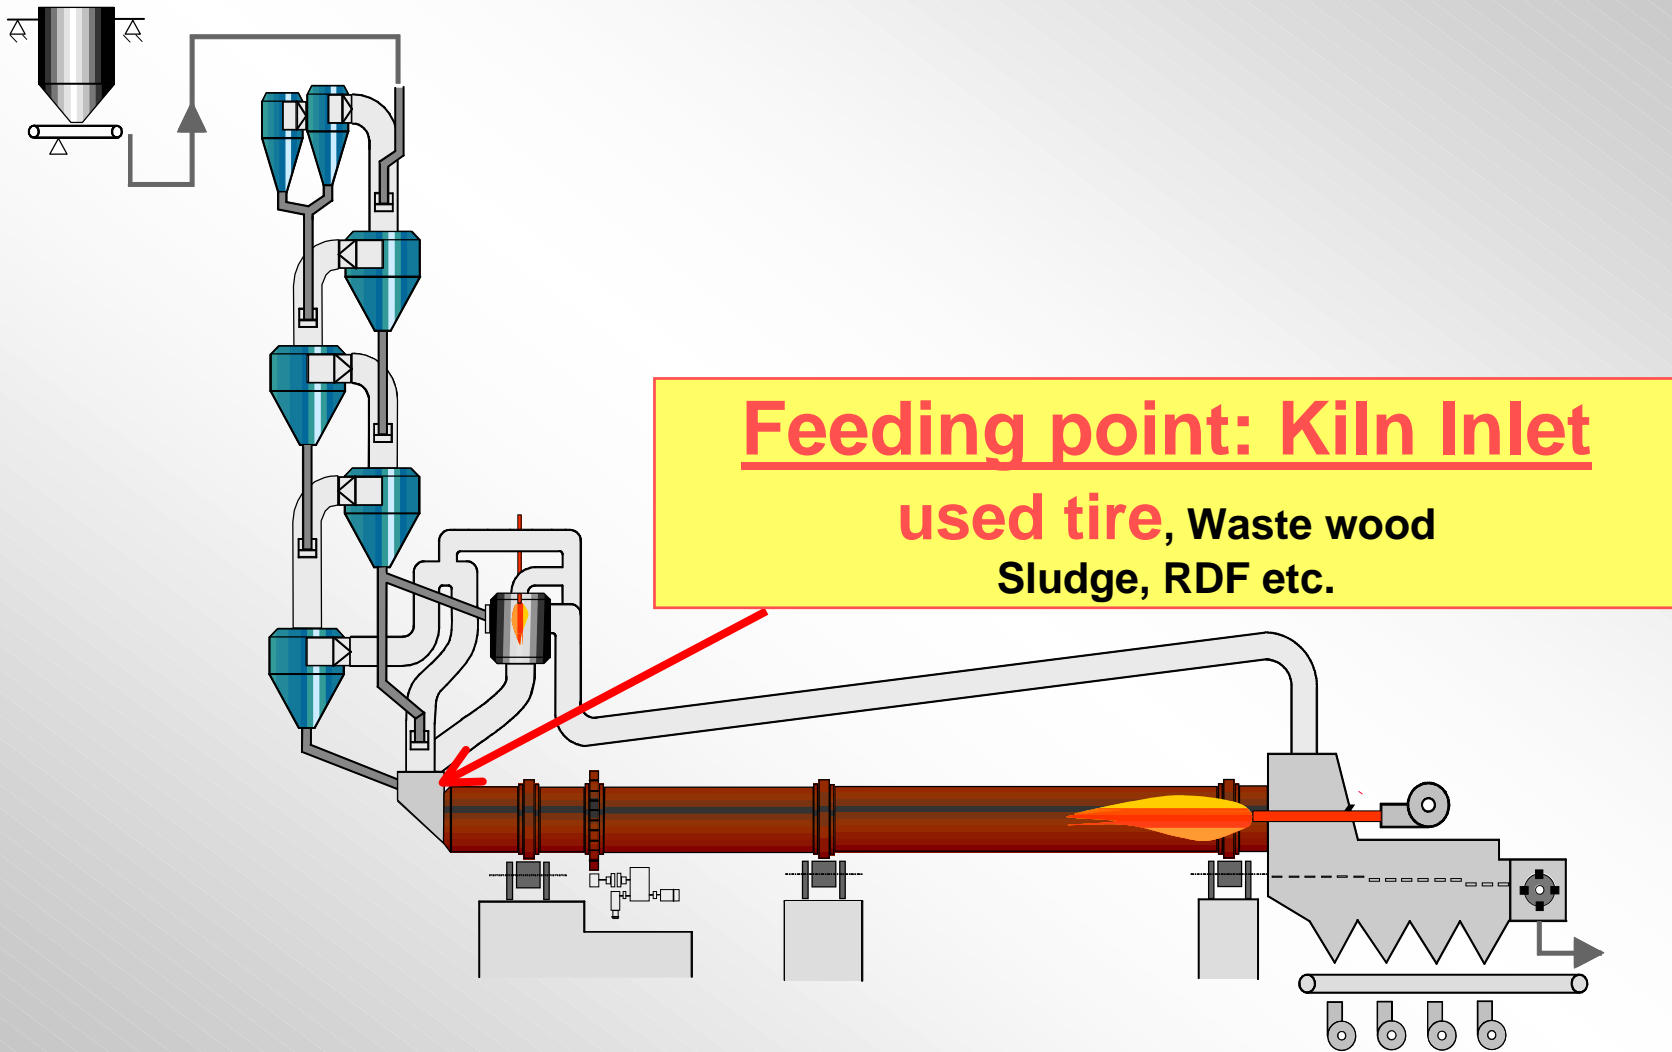 Feeding point: Kiln Inlet
used tire, Waste wood
Sludge, RDF etc.